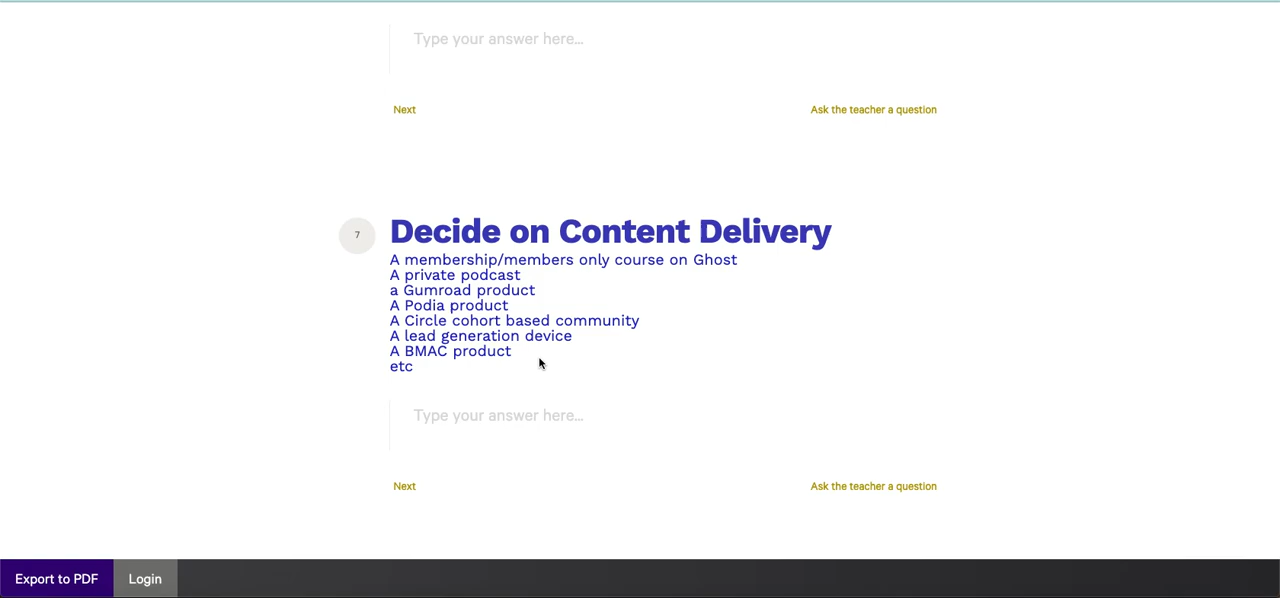 Type your answer here...
Next
Ask the teacher a question
7
Decide on Content Delivery
A membership/members only course on Ghost
A private podcast
a Gumroad product
A Podia product
A Circle cohort based community
A lead generation device
A BMAC product
etc
Type your answer here...
Next
Ask the teacher a question
Export to PDF
Login